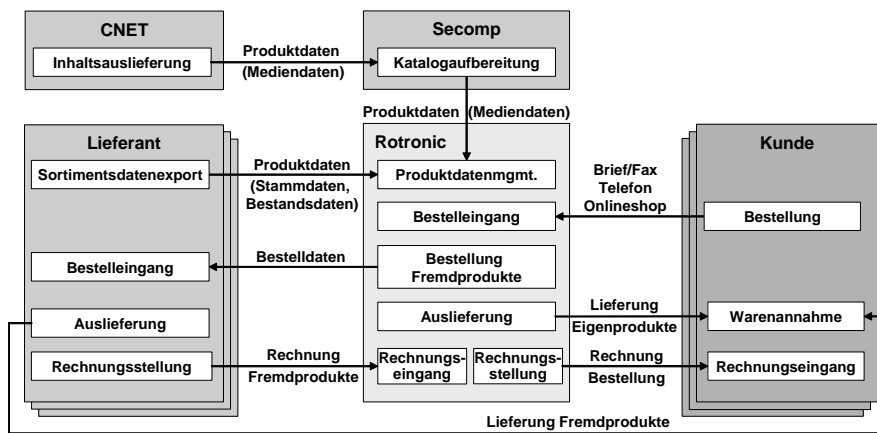 CNET
Inhaltsauslieferung
Produktdaten
(Mediendaten)
Secomp
Katalogaufbereitung
Produktdaten (Mediendaten)
Lieferant
Sortimentsdatenexport
Bestelleingang
Auslieferung
Rechnungsstellung
Produktdaten
(Stammdaten,
Bestandsdaten)
Bestelldaten
Rechnung
Fremdprodukte
Rotronic
Produktdatenmgmt.
Bestelleingang
Bestellung
Fremdprodukte
Auslieferung
Rechnungs-
eingang
Rechnungs-
stellung
Brief/Fax
Telefon
Onlineshop
Lieferung
Eigenprodukte
Rechnung
Bestellung
Kunde
Bestellung
Warenannahme
Rechnungseingang
Lieferung Fremdprodukte